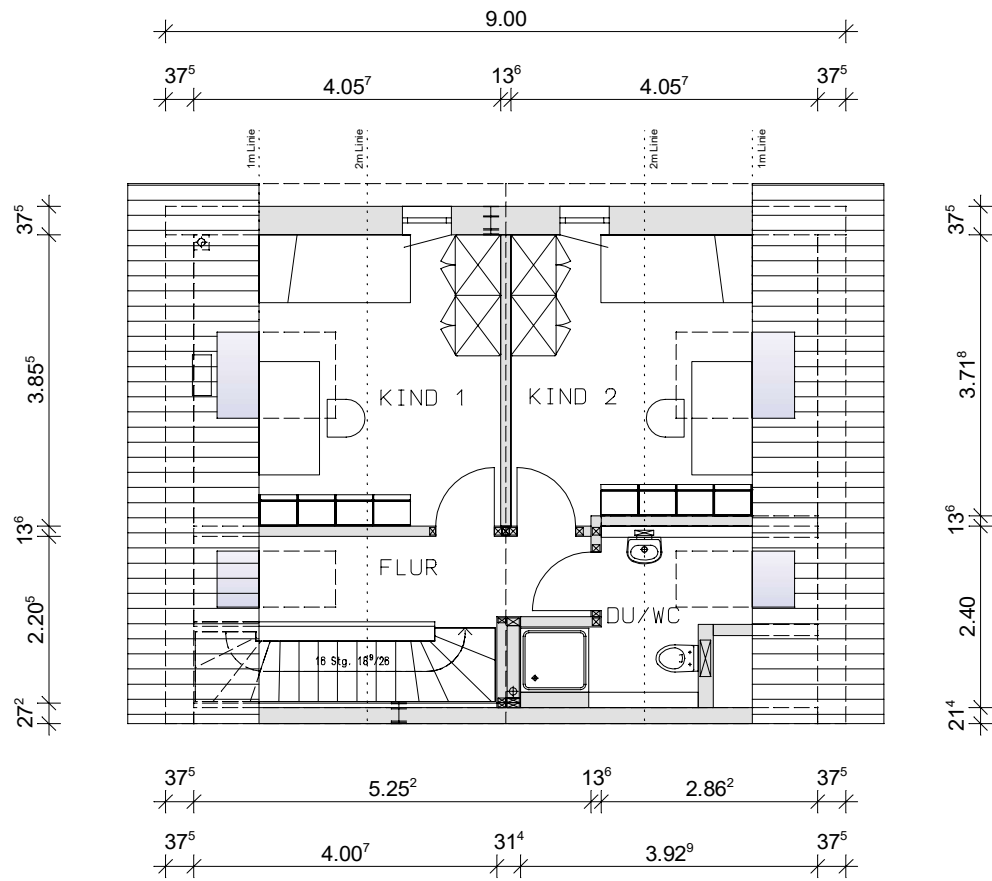 9.00
37⁵ 4.05⁷ 13⁶ 4.05⁷ 37⁵
1m Linie 2m Linie 2m Linie 1m Linie
37⁵ 37⁵
3.85⁵ 3.71⁸
KIND 1 KIND 2
13⁶ 13⁶
FLUR
2.20⁵ DU/WC 2.40
16 Stg. 18⁹/26
27² 21⁴
37⁵ 5.25² 13⁶ 2.86² 37⁵
37⁵ 4.00⁷ 31⁴ 3.92⁹ 37⁵